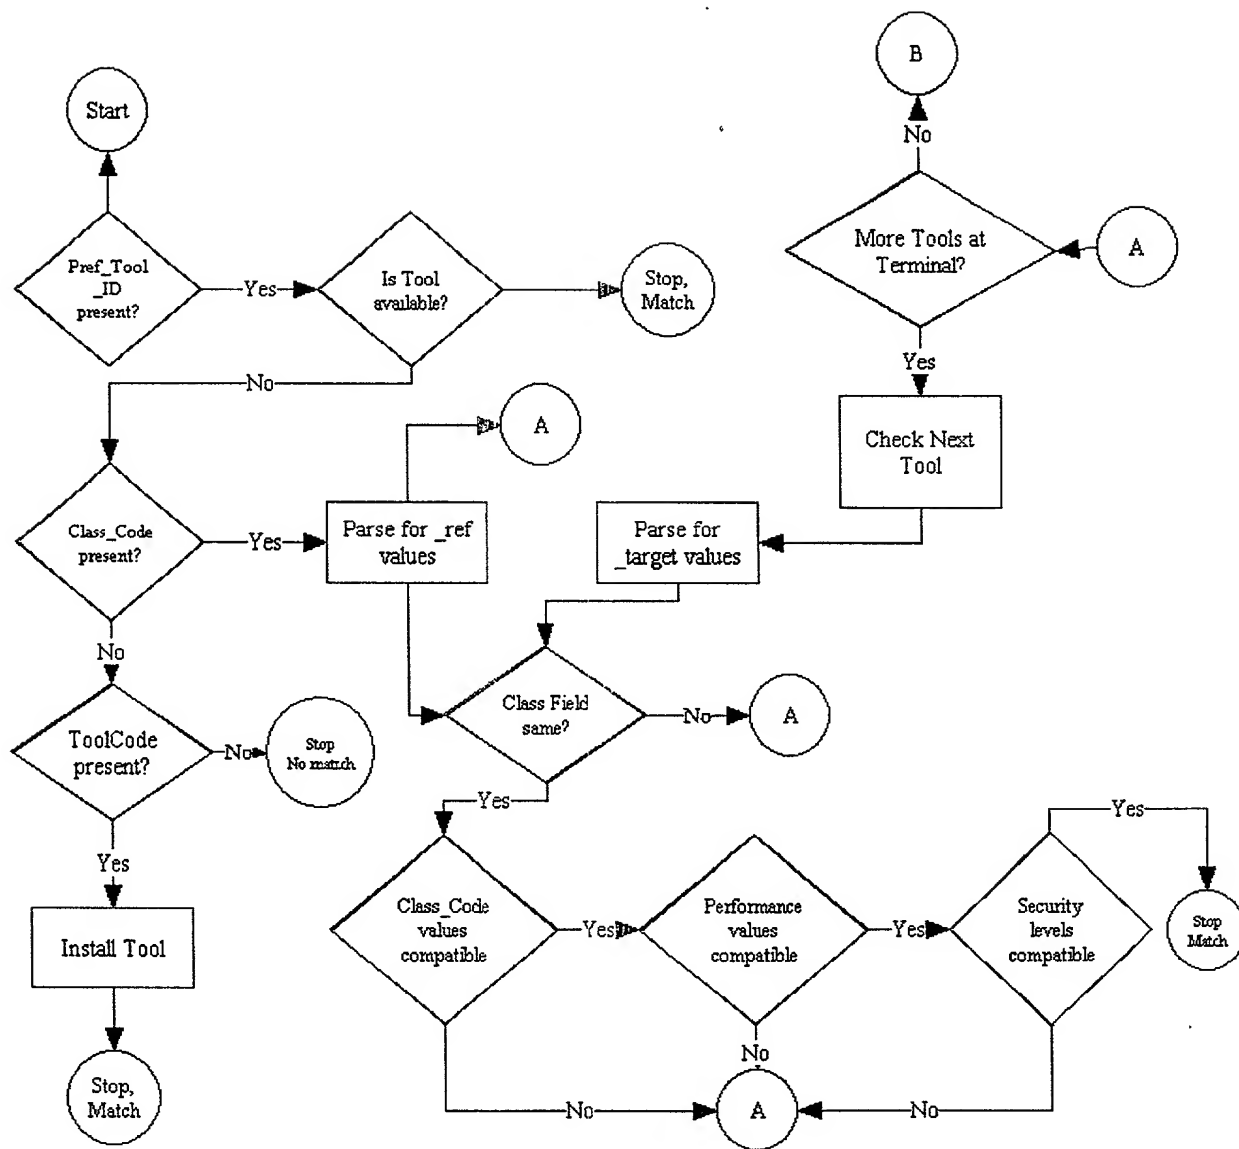 B
Start
No
More Tools at
Terminal?
A
Pref_Tool
_ID
present?
Yes
Is Tool
available?
Stop,
Match
No
Yes
A
Check Next
Tool
Class_Code
present?
Yes
Parse for _ref
values
Parse for
_target values
No
Class Field
same?
No
A
ToolCode
present?
No
Stop
No match
Yes
Yes
Yes
Install Tool
Class_Code
values
compatible
Yes
Performance
values
compatible
Yes
Security
levels
compatible
Stop
Match
No
Stop,
Match
No
A
No